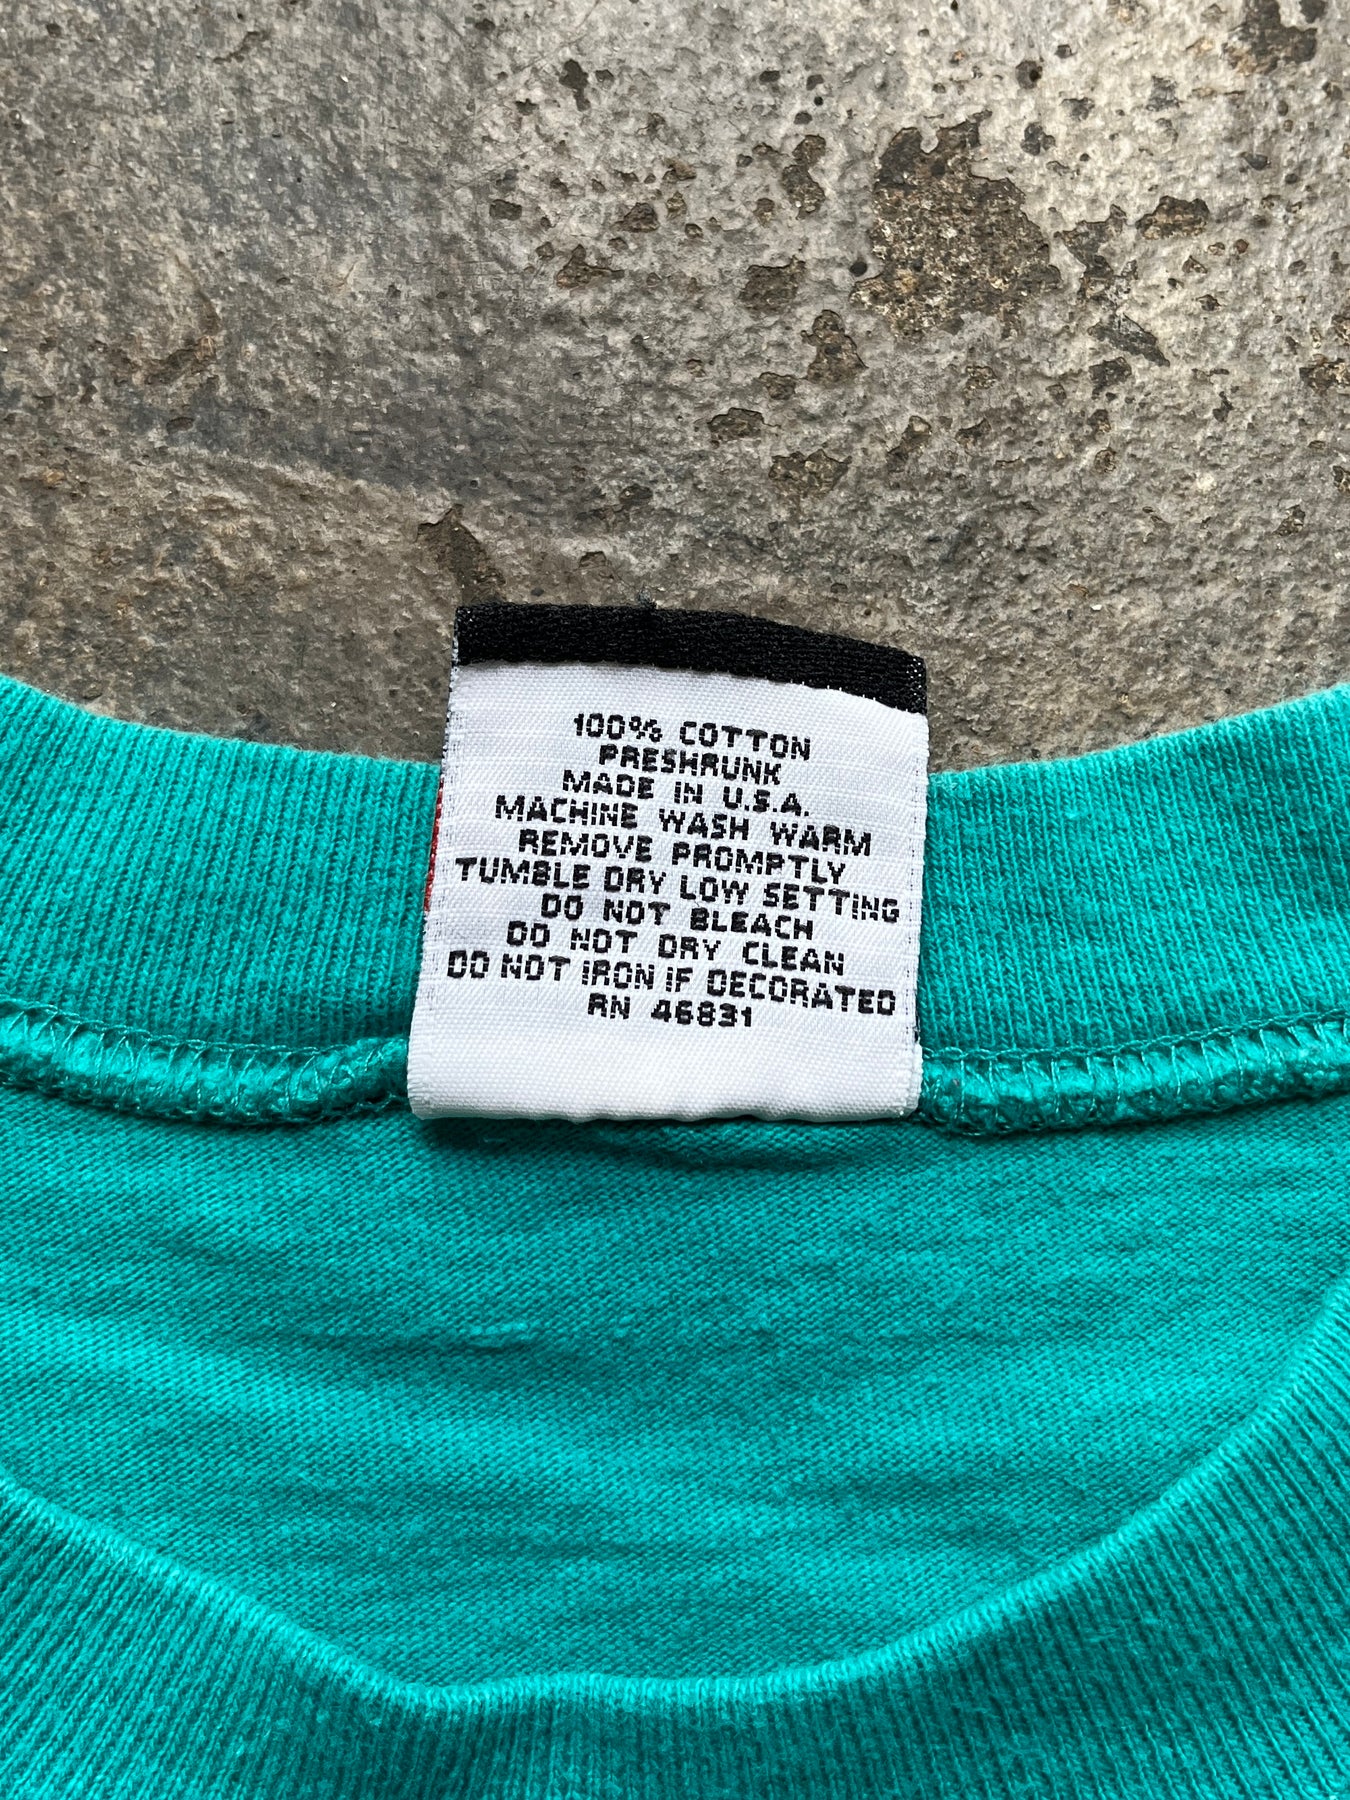 100% COTTON
PRESHRUNK
MADE IN U.S.A.
MACHINE WASH WARM
REMOVE PROMPTLY
TUMBLE DRY LOW SETTING
DO NOT BLEACH
DO NOT DRY CLEAN
DO NOT IRON IF DECORATED
RN 46831